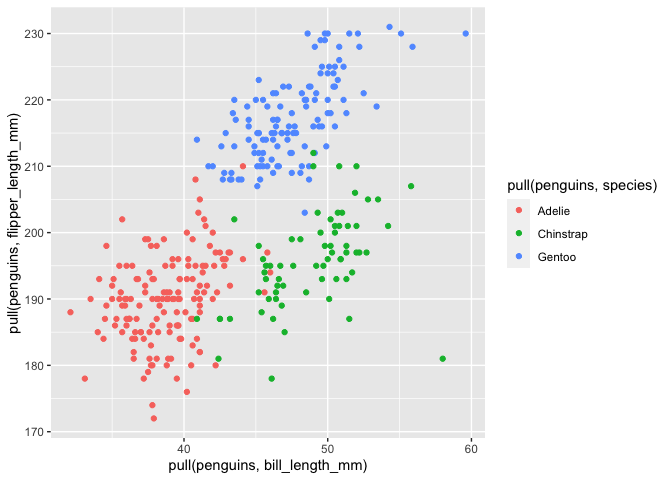 230
220
210
200
190
180
170
40
50
60
pull(penguins, flipper_length_mm)
pull(penguins, bill_length_mm)
pull(penguins, species)
Adelie
Chinstrap
Gentoo